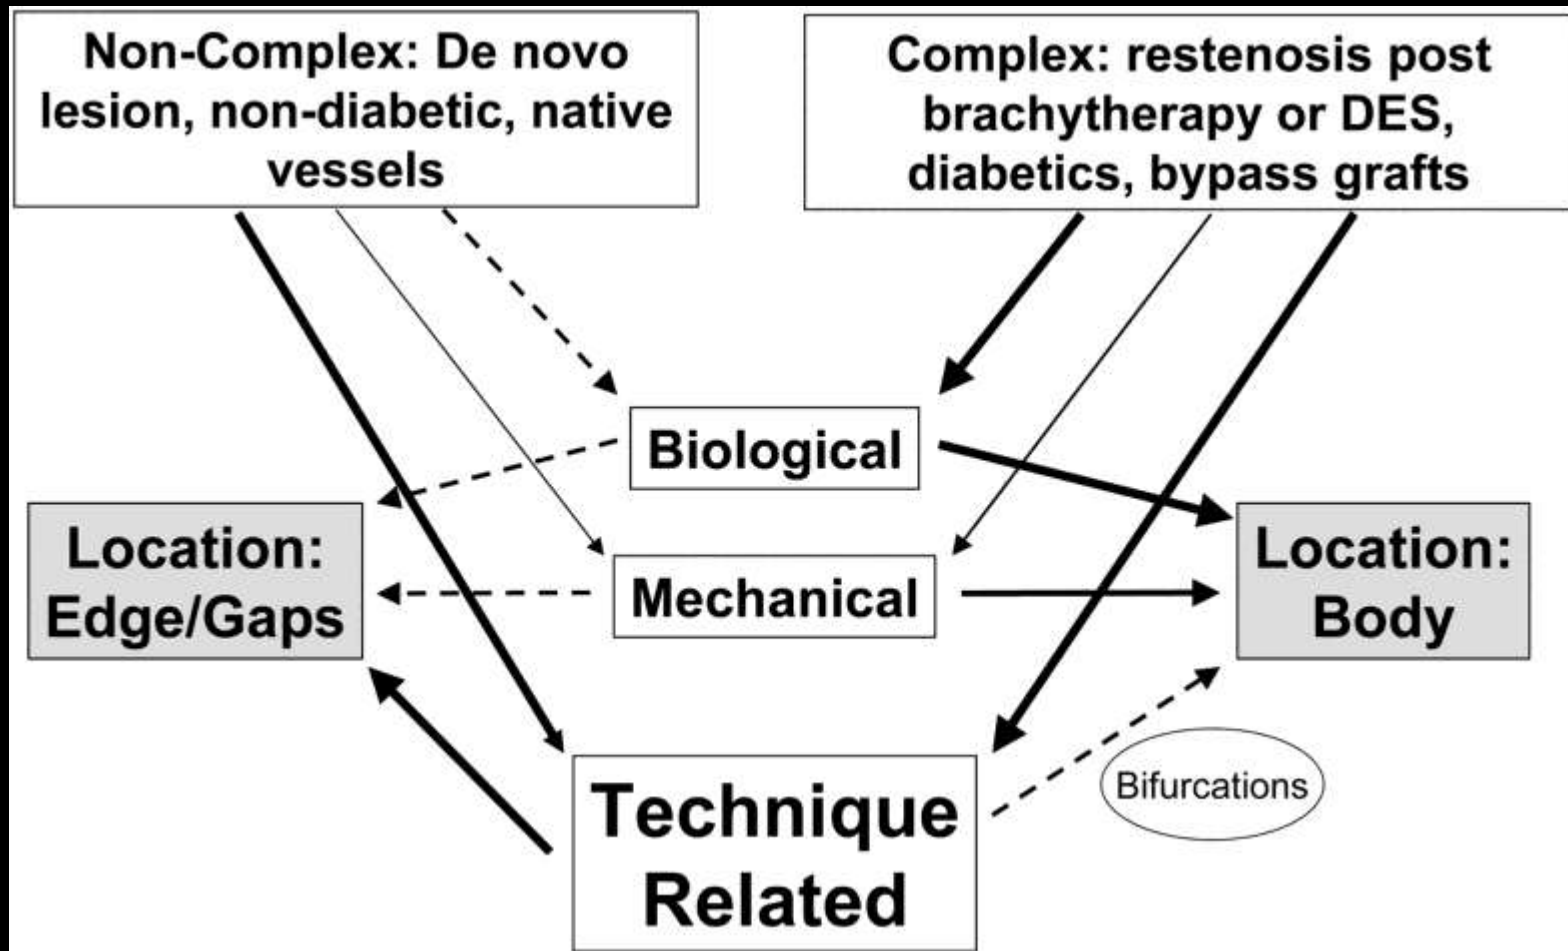 Non-Complex: De novo
lesion, non-diabetic, native
vessels
Complex: restenosis post
brachytherapy or DES,
diabetics, bypass grafts
Biological
Location:
Edge/Gaps
Mechanical
Location:
Body
Technique
Related
Bifurcations